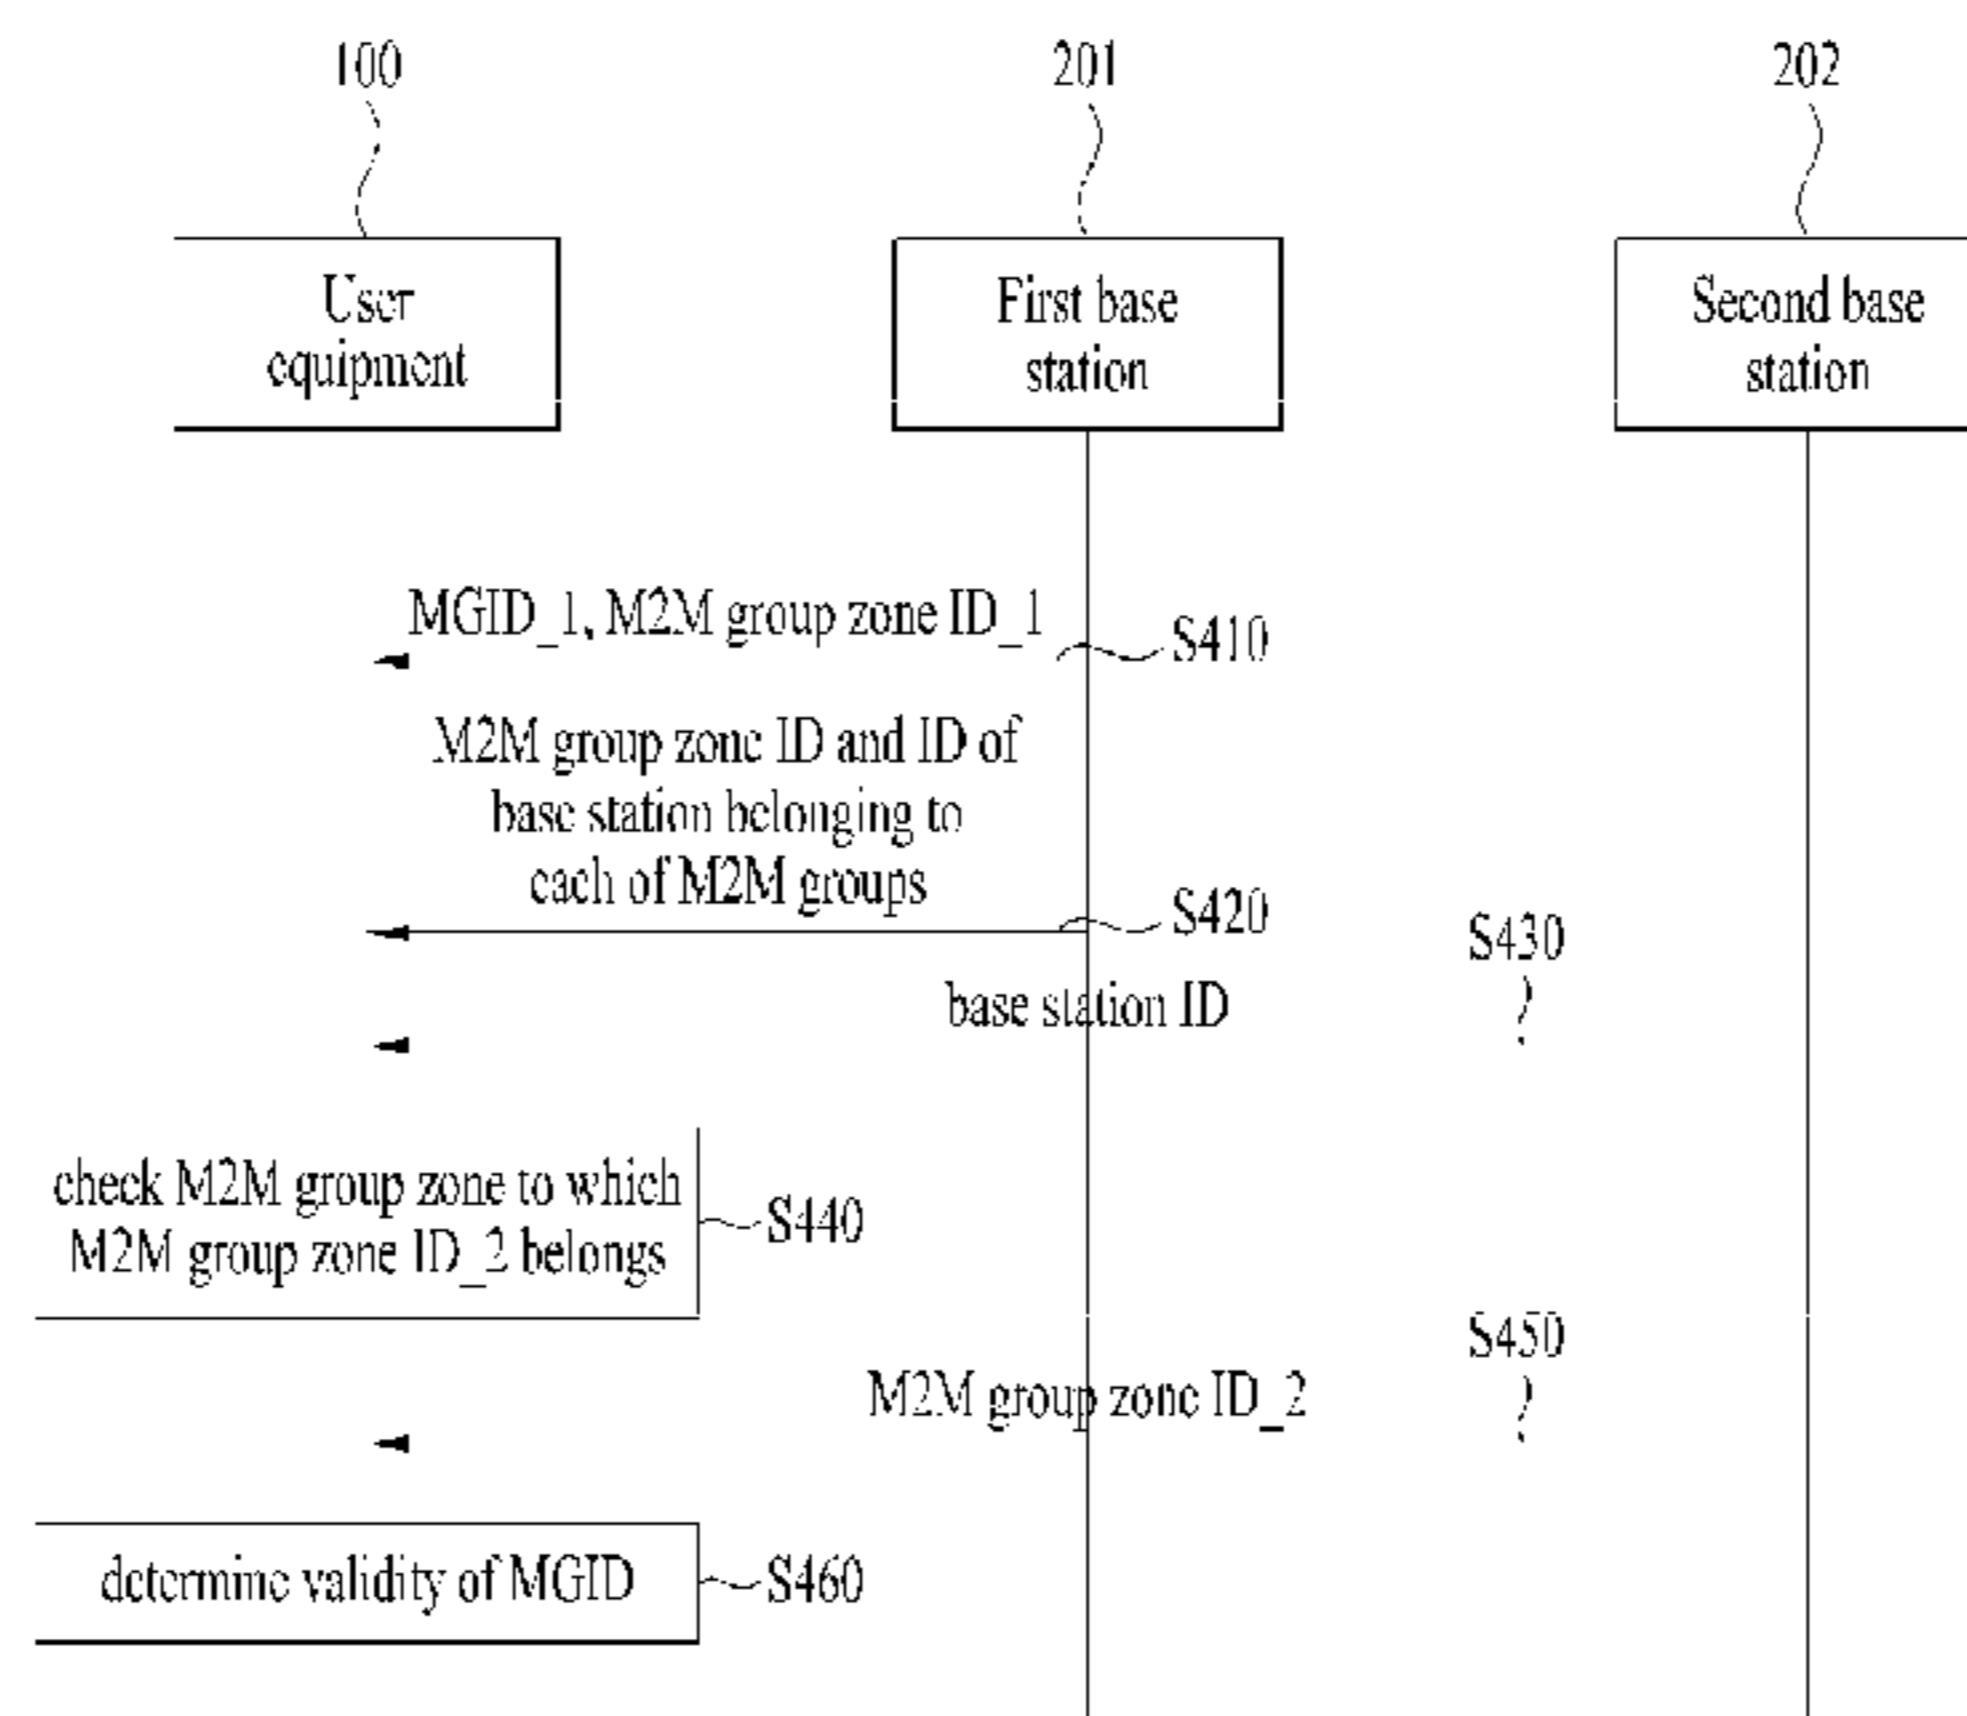 100
201
202
User
equipment
First base
station
Second base
station
MGID_1, M2M group zone ID_1
S410
M2M group zone ID and ID of
base station belonging to
each of M2M groups
S420
S430
base station ID
check M2M group zone to which
M2M group zone ID_2 belongs
S440
S450
M2M group zone ID_2
determine validity of MGID
S460